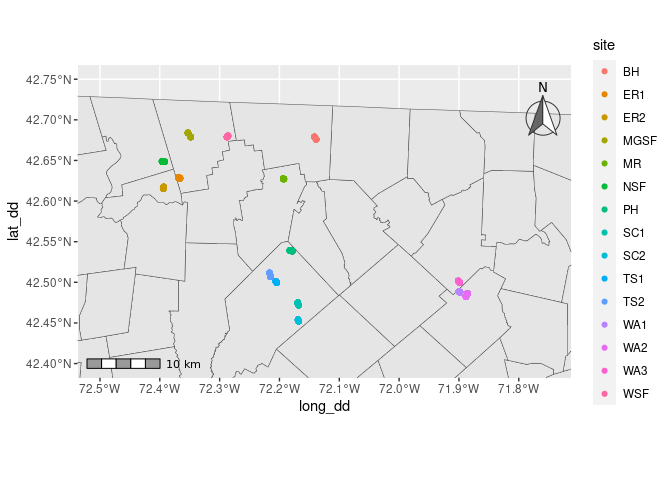 site
BH
ER1
ER2
MGSF
MR
NSF
PH
SC1
SC2
TS1
TS2
WA1
WA2
WA3
WSF
N
42.75°N
42.70°N
42.65°N
42.60°N
42.55°N
42.50°N
42.45°N
42.40°N
lat_dd
10 km
72.5°W 72.4°W 72.3°W 72.2°W 72.1°W 72.0°W 71.9°W 71.8°W
long_dd